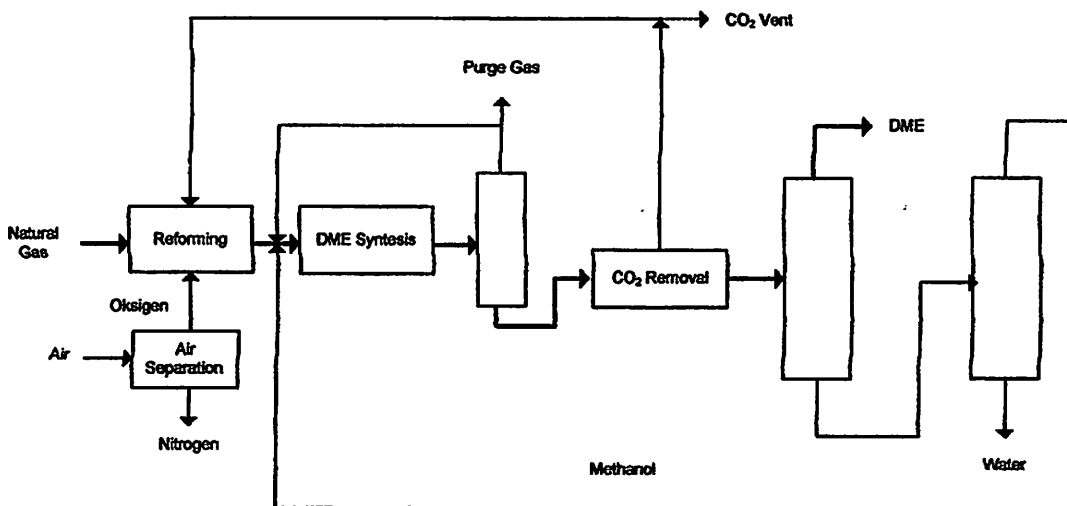 CO₂ Vent
Purge Gas
DME
Natural
Gas
Reforming
DME Syntesis
CO₂ Removal
Oksigen
Air
Air
Separation
Nitrogen
Methanol
Water